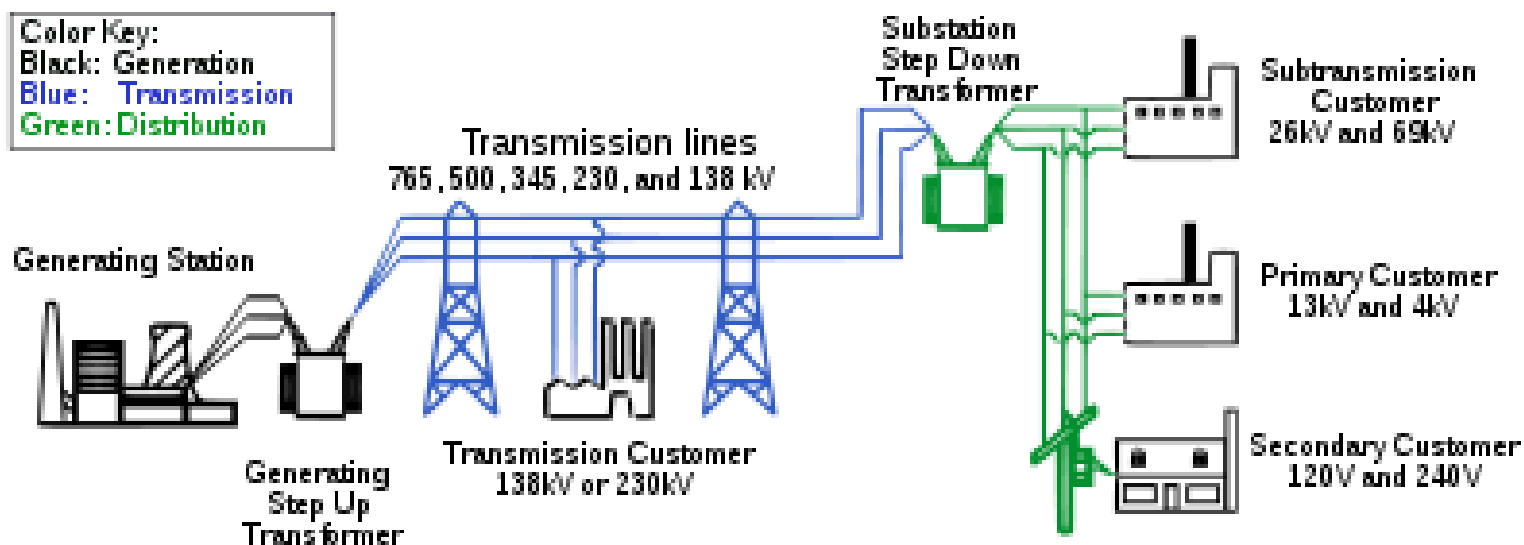 Color Key:
Black: Generation
Blue: Transmission
Green: Distribution
Substation
Step Down
Transformer
Subtransmission
Customer
26kV and 69kV
Transmission lines
765, 500, 345, 230, and 138 kV
Generating Station
Primary Customer
13kV and 4kV
Transmission Customer
138kV or 230kV
Generating
Step Up
Transformer
Secondary Customer
120V and 240V